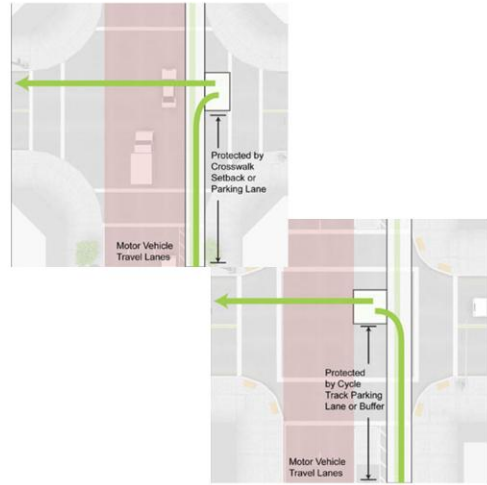 Protected by
Crosswalk
Setback or
Parking Lane
Motor Vehicle
Travel Lanes
Protected
by Cycle
Track Parking
Lane or Buffer
Motor Vehicle
Travel Lanes